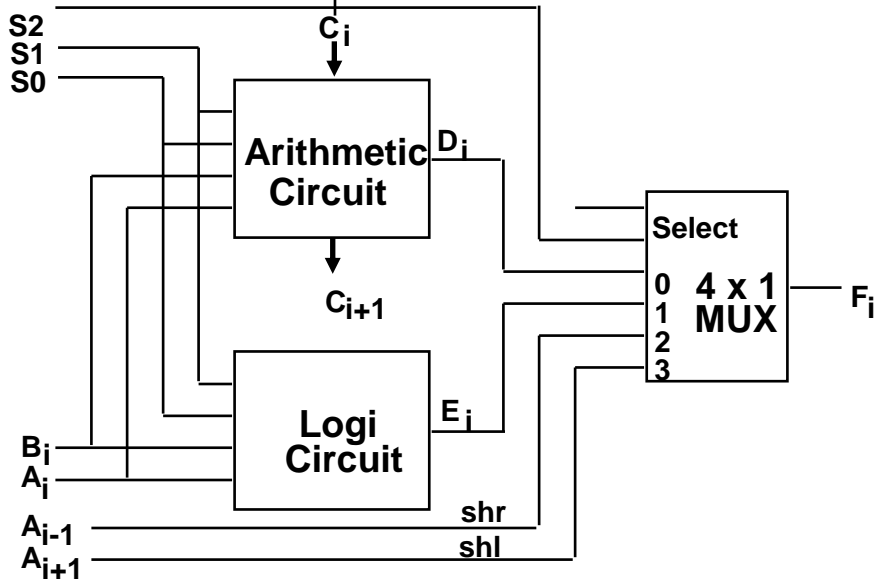 S2
S1
S0
Ci
Arithmetic
Circuit
Di
Ci+1
Select
0
1
2
3
4 x 1
MUX
Fi
Logi
Circuit
Ei
Bi
Ai
Ai-1
shr
Ai+1
shl